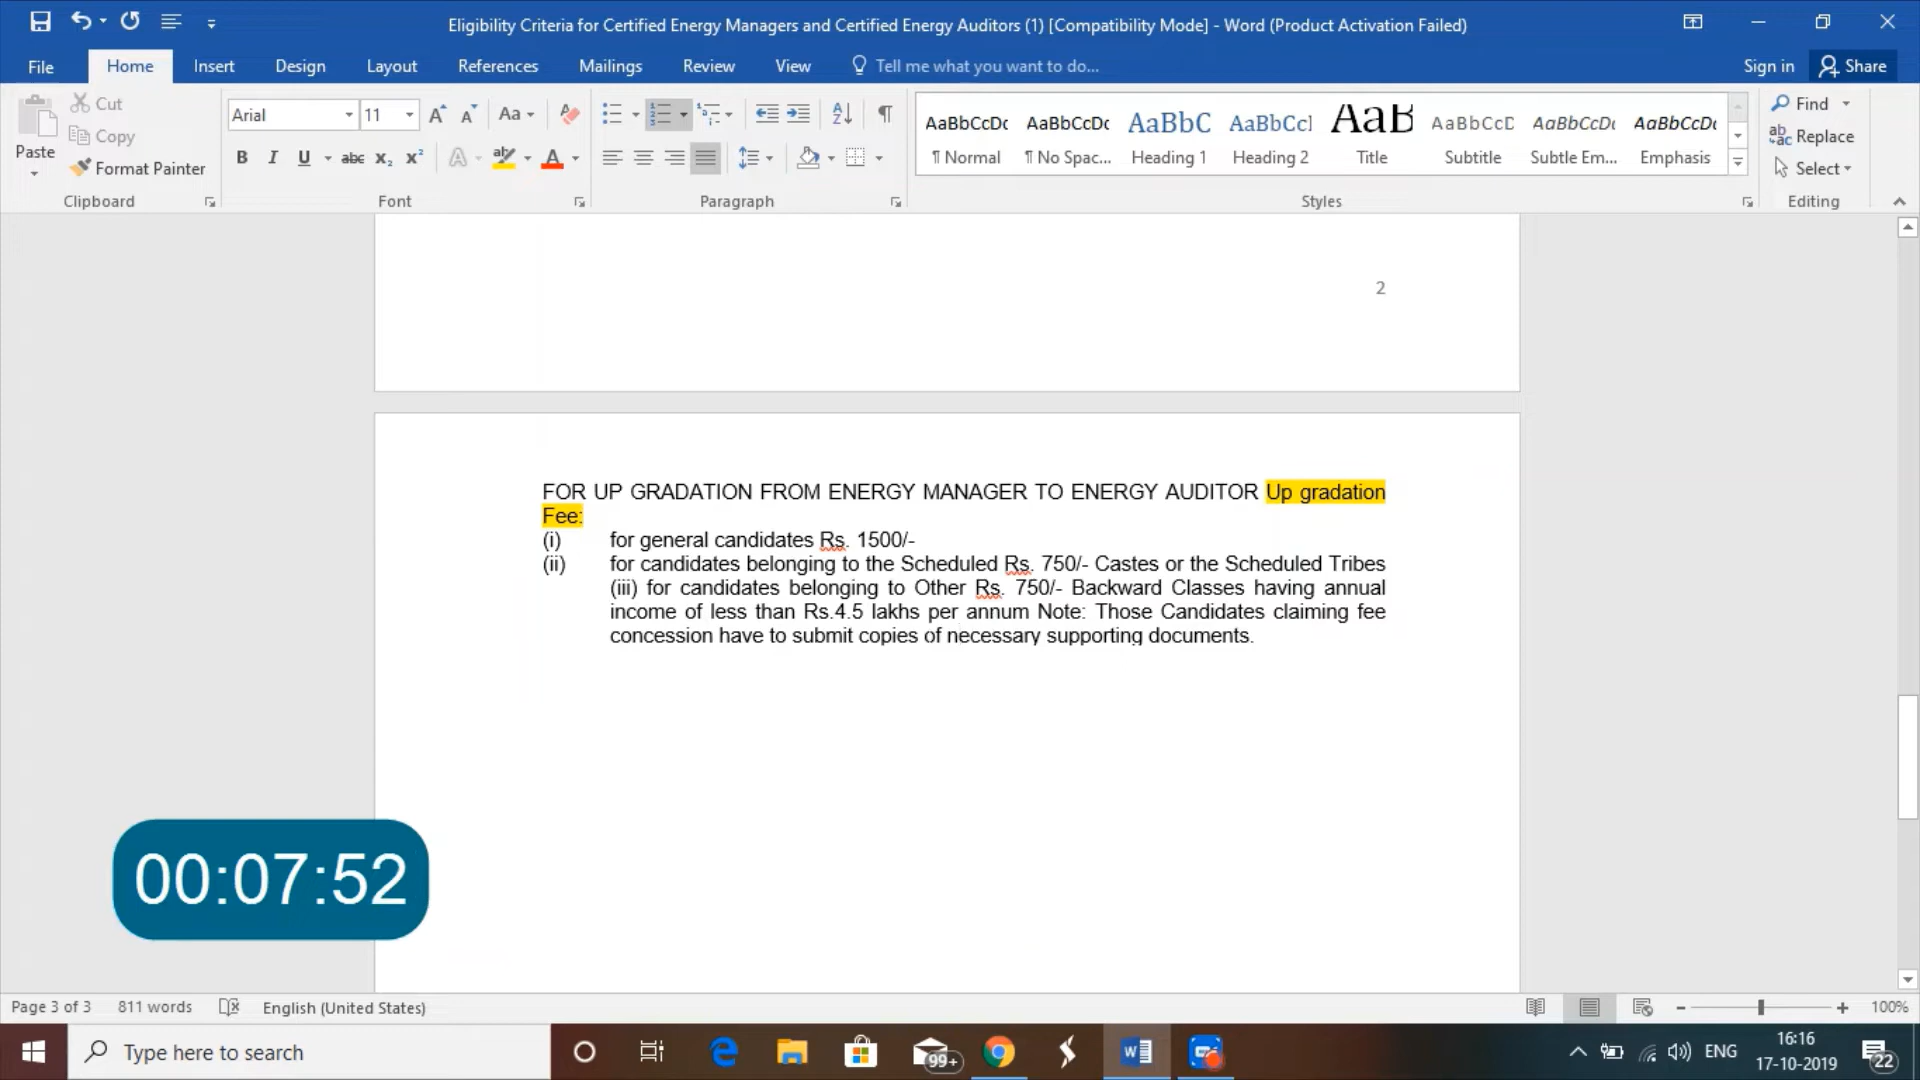 Eligibility Criteria for Certified Energy Managers and Certified Energy Auditors (1) [Compatibility Mode] - Word (Product Activation Failed)
File Home Insert Design Layout References Mailings Review View Tell me what you want to do... Sign in Share
Cut
Copy
Paste
Format Painter
Clipboard
Arial 11
Font
Paragraph
AaBbCcDc AaBbCcDc AaBbC AaBbCcl AaB AaBbCcD AaBbCcDc AaBbCcDc
¶ Normal ¶ No Spac... Heading 1 Heading 2 Title Subtitle Subtle Em... Emphasis
Styles
Find
Replace
Select
Editing
2
FOR UP GRADATION FROM ENERGY MANAGER TO ENERGY AUDITOR Up gradation
Fee:
(i) for general candidates Rs. 1500/-
(ii) for candidates belonging to the Scheduled Rs. 750/- Castes or the Scheduled Tribes
(iii) for candidates belonging to Other Rs. 750/- Backward Classes having annual
income of less than Rs.4.5 lakhs per annum Note: Those Candidates claiming fee
concession have to submit copies of necessary supporting documents.
00:07:52
Page 3 of 3 811 words English (United States) 100%
Type here to search
99+
ENG
16:16
17-10-2019
22